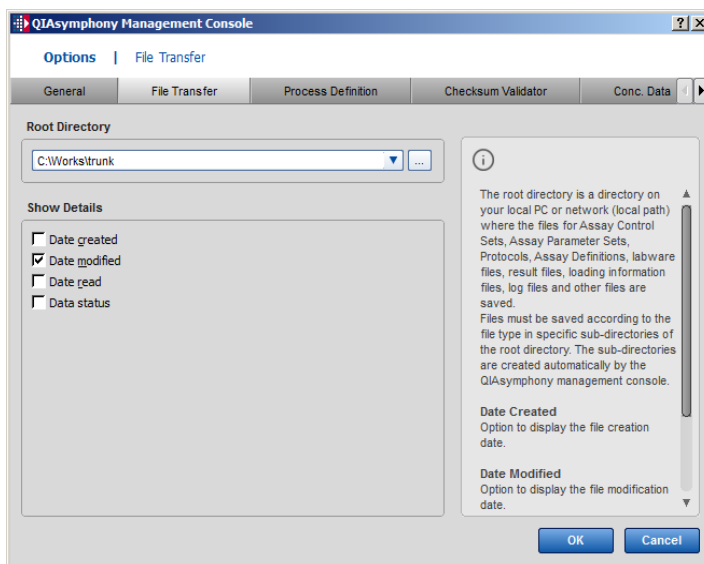 QIAsymphony Management Console
Options | File Transfer
General
File Transfer
Process Definition
Checksum Validator
Conc. Data
Root Directory
C:\Works\trunk
...
Show Details
Date created
Date modified
Date read
Data status
The root directory is a directory on
your local PC or network (local path)
where the files for Assay Control
Sets, Assay Parameter Sets,
Protocols, Assay Definitions, labware
files, result files, loading information
files, log files and other files are
saved.
Files must be saved according to the
file type in specific sub-directories of
the root directory. The sub-directories
are created automatically by the
QIAsymphony management console.
Date Created
Option to display the file creation
date.
Date Modified
Option to display the file modification
date.
OK
Cancel